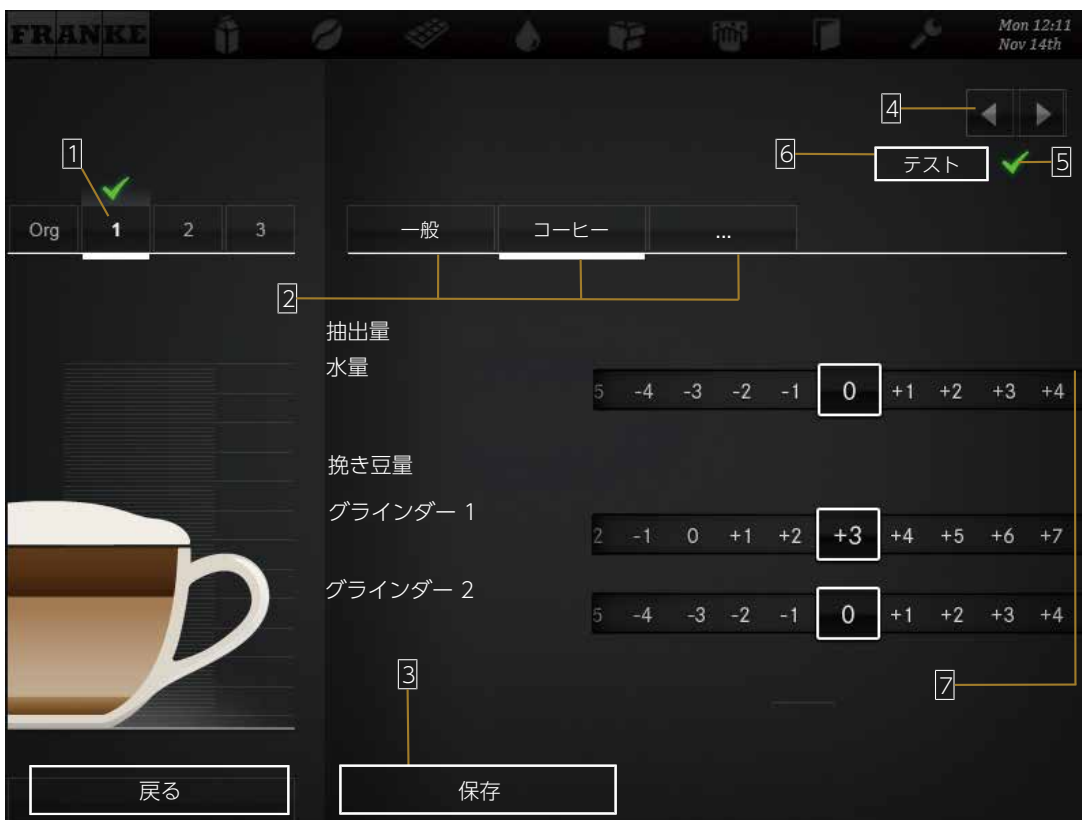 FRANKE
Mon 12:11
Nov 14th
4
1
6
テスト
5
Org 1 2 3
一般 コーヒー ...
2
抽出量
水量
5 -4 -3 -2 -1 0 +1 +2 +3 +4
挽き豆量
グラインダー 1
2 -1 0 +1 +2 +3 +4 +5 +6 +7
グラインダー 2
5 -4 -3 -2 -1 0 +1 +2 +3 +4
3
7
戻る
保存